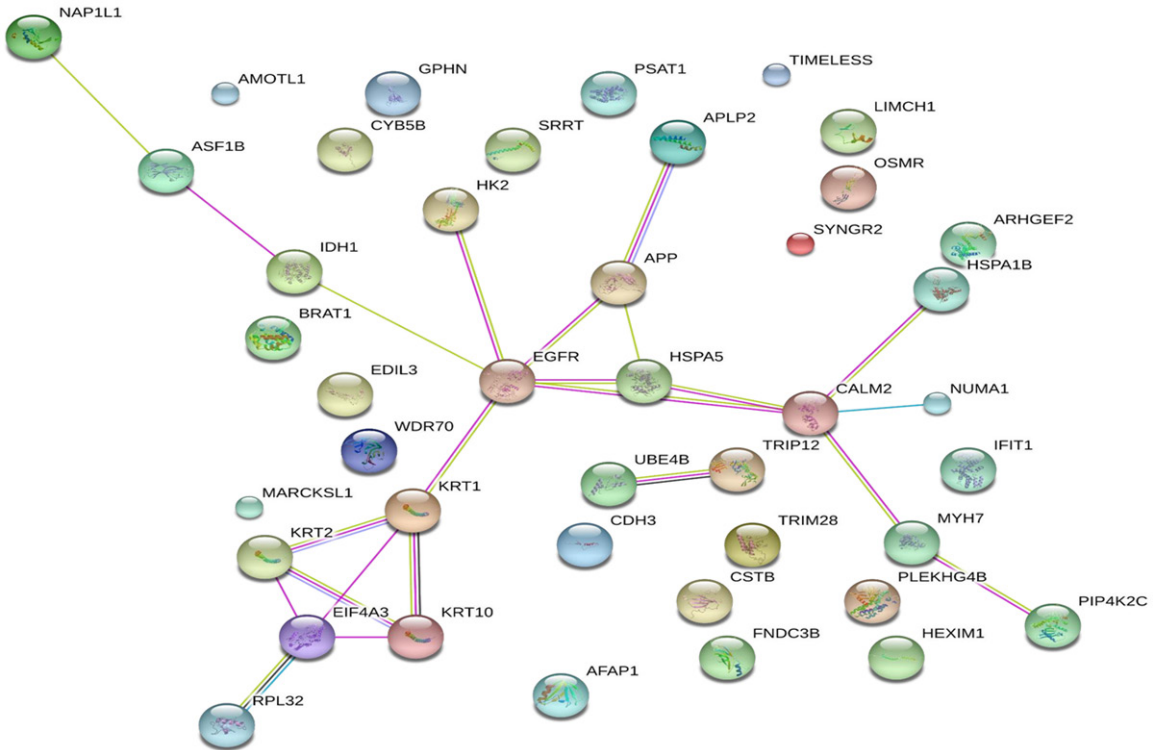 NAP1L1
TIMELESS
AMOTL1
GPHN
PSAT1
LIMCH1
CYB5B
SRRT
APLP2
ASF1B
OSMR
HK2
ARHGEF2
SYNGR2
IDH1
APP
HSPA1B
BRAT1
EGFR
HSPA5
EDIL3
CALM2
NUMA1
WDR70
TRIP12
IFIT1
UBE4B
MARCKSL1
KRT1
CDH3
TRIM28
MYH7
KRT2
CSTB
PLEKHG4B
EIF4A3
KRT10
PIP4K2C
FNDC3B
HEXIM1
AFAP1
RPL32